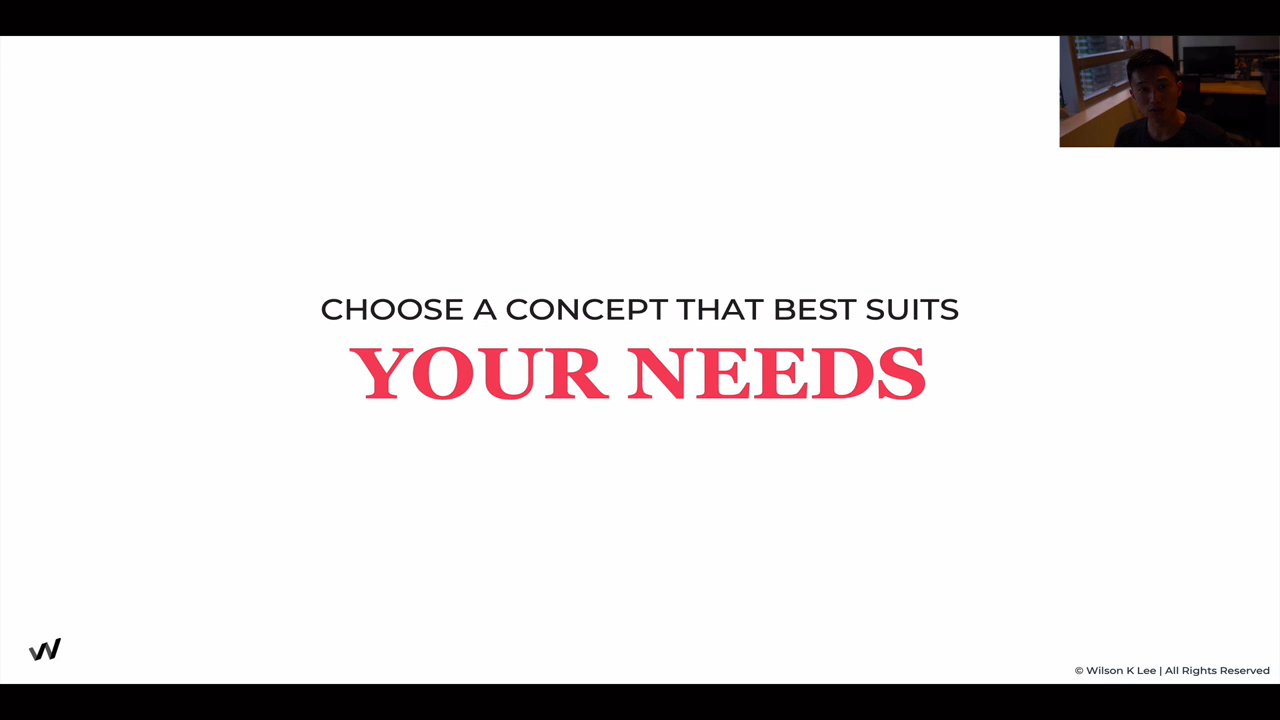 CHOOSE A CONCEPT THAT BEST SUITS
YOUR NEEDS
© Wilson K Lee | All Rights Reserved